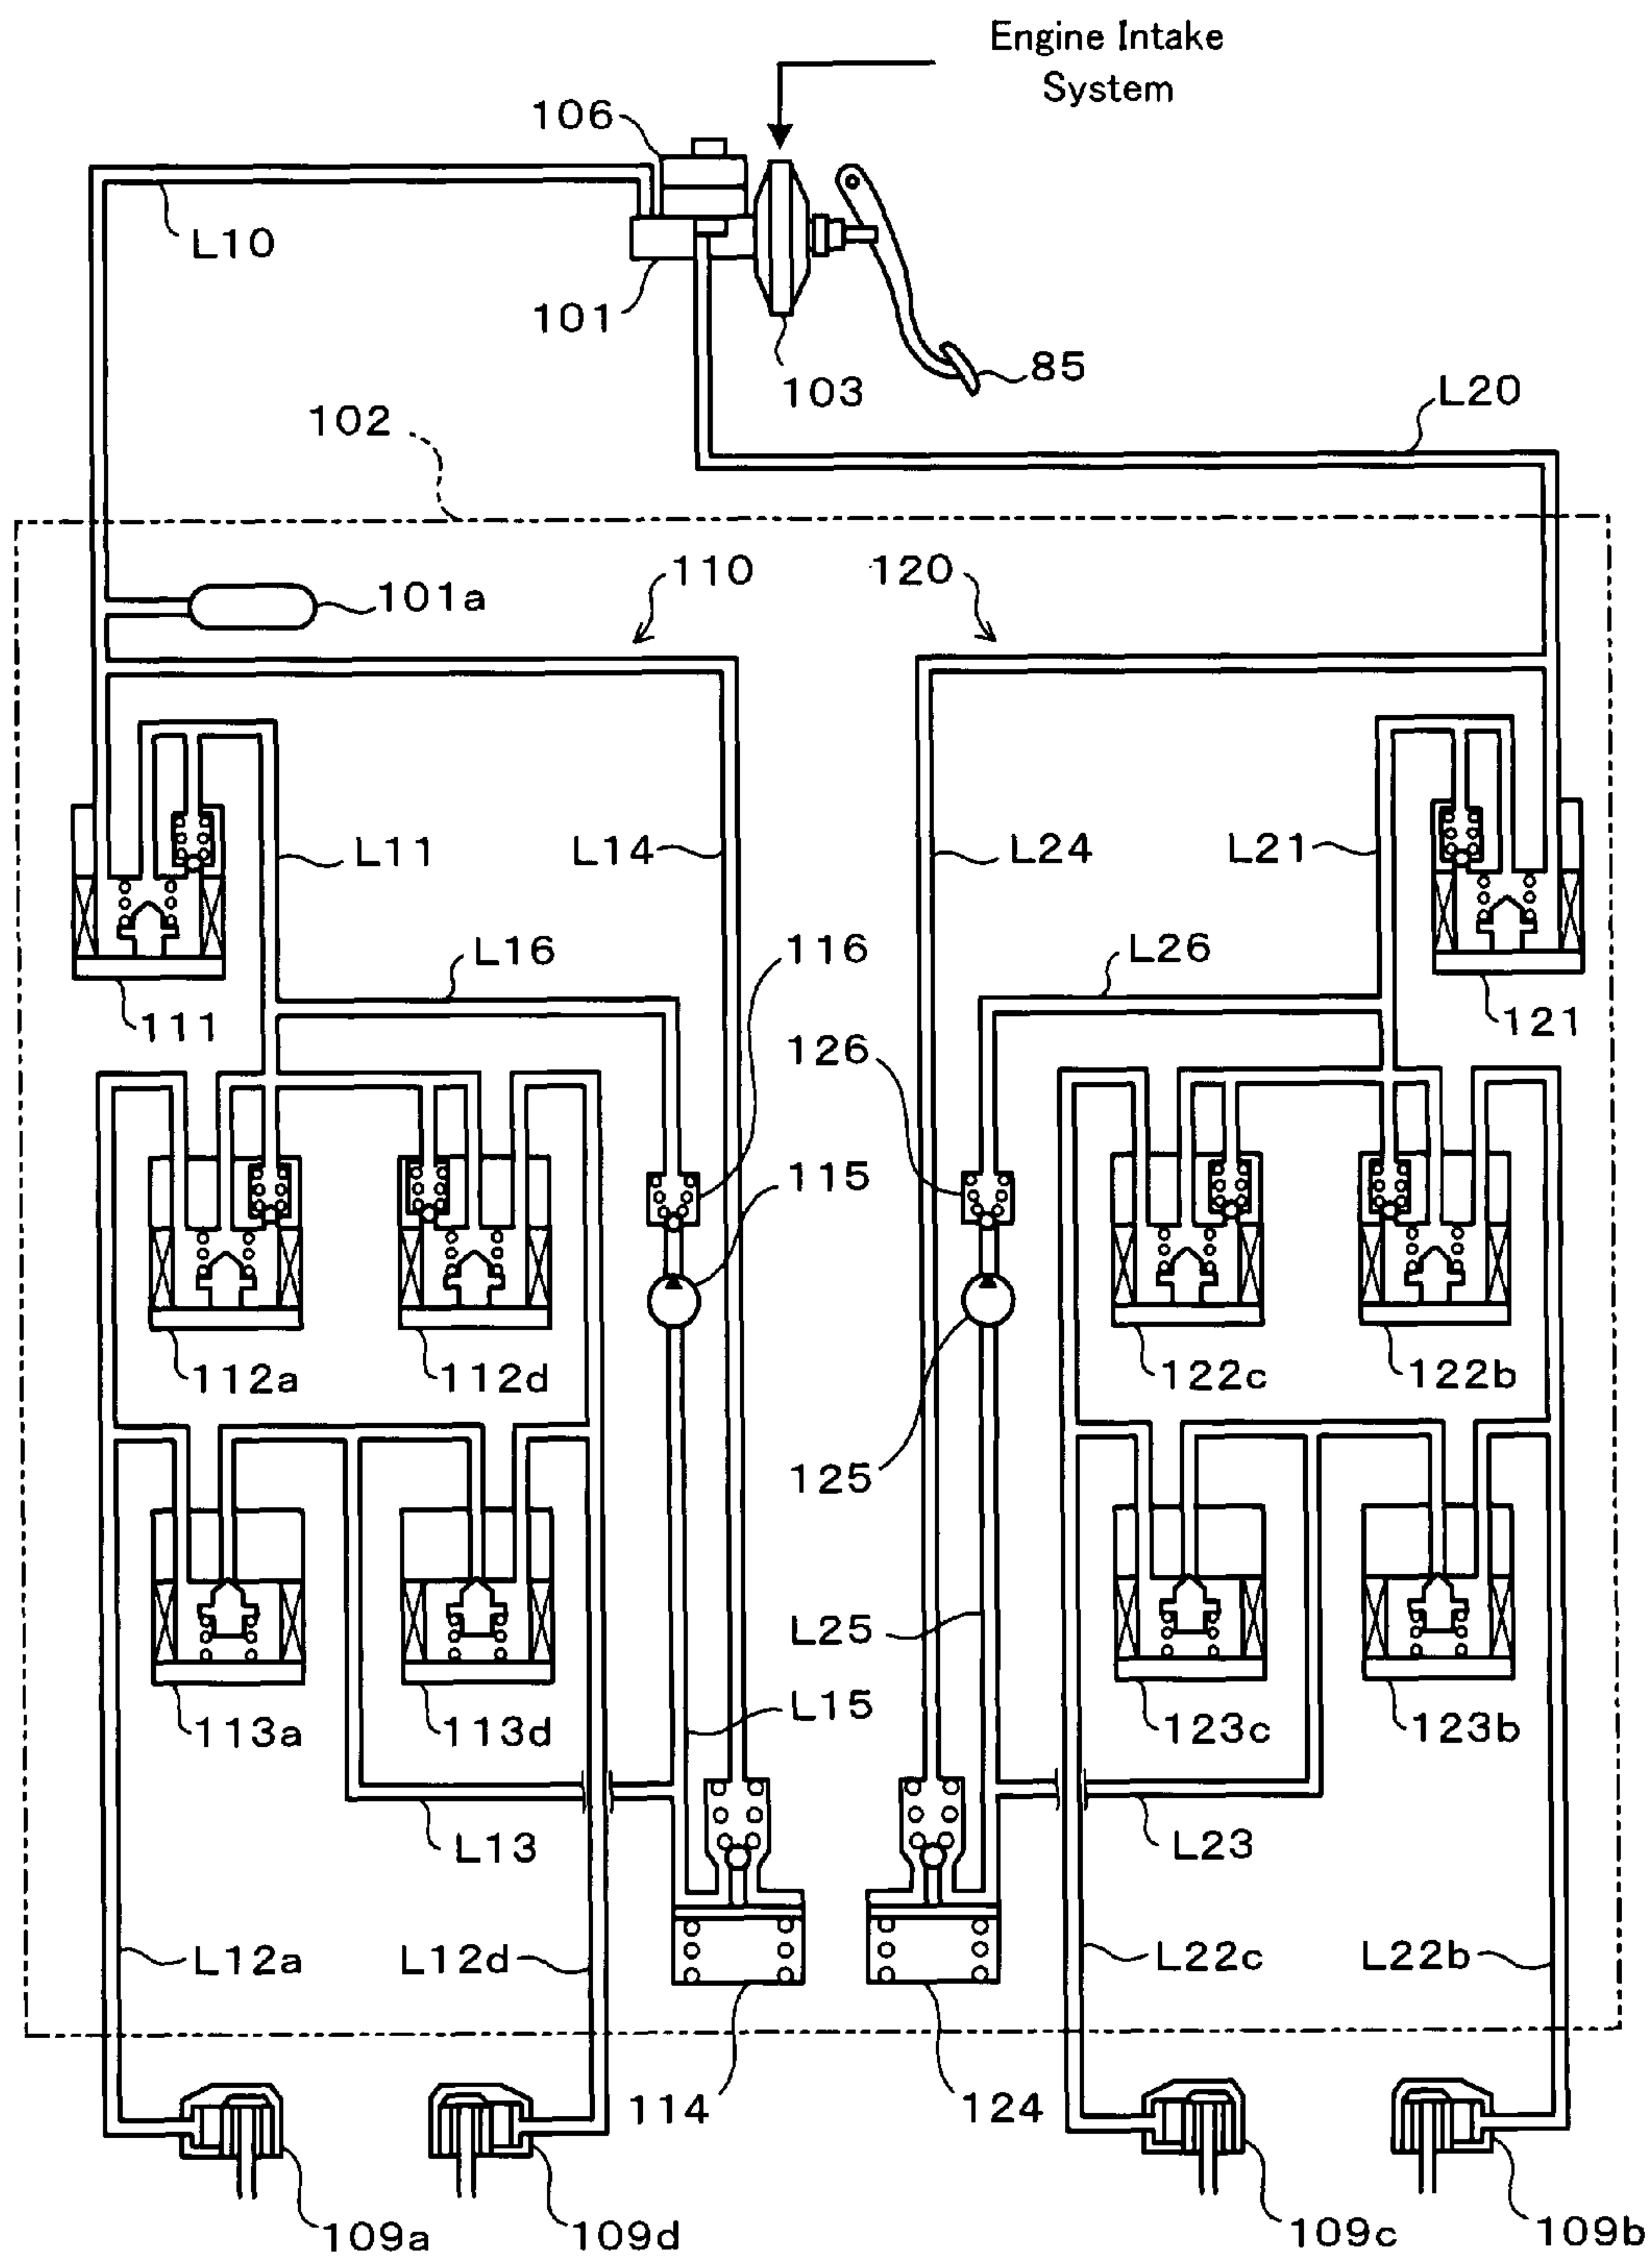 Engine Intake
System
106
L10
101
103
85
L20
102
110
120
101a
L11
L14
L24
L21
L16
116
L26
111
121
126
115
112a
112d
122c
122b
125
L25
L15
113a
113d
123c
123b
L13
L23
L12a
L12d
L22c
L22b
114
124
109a
109d
109c
109b